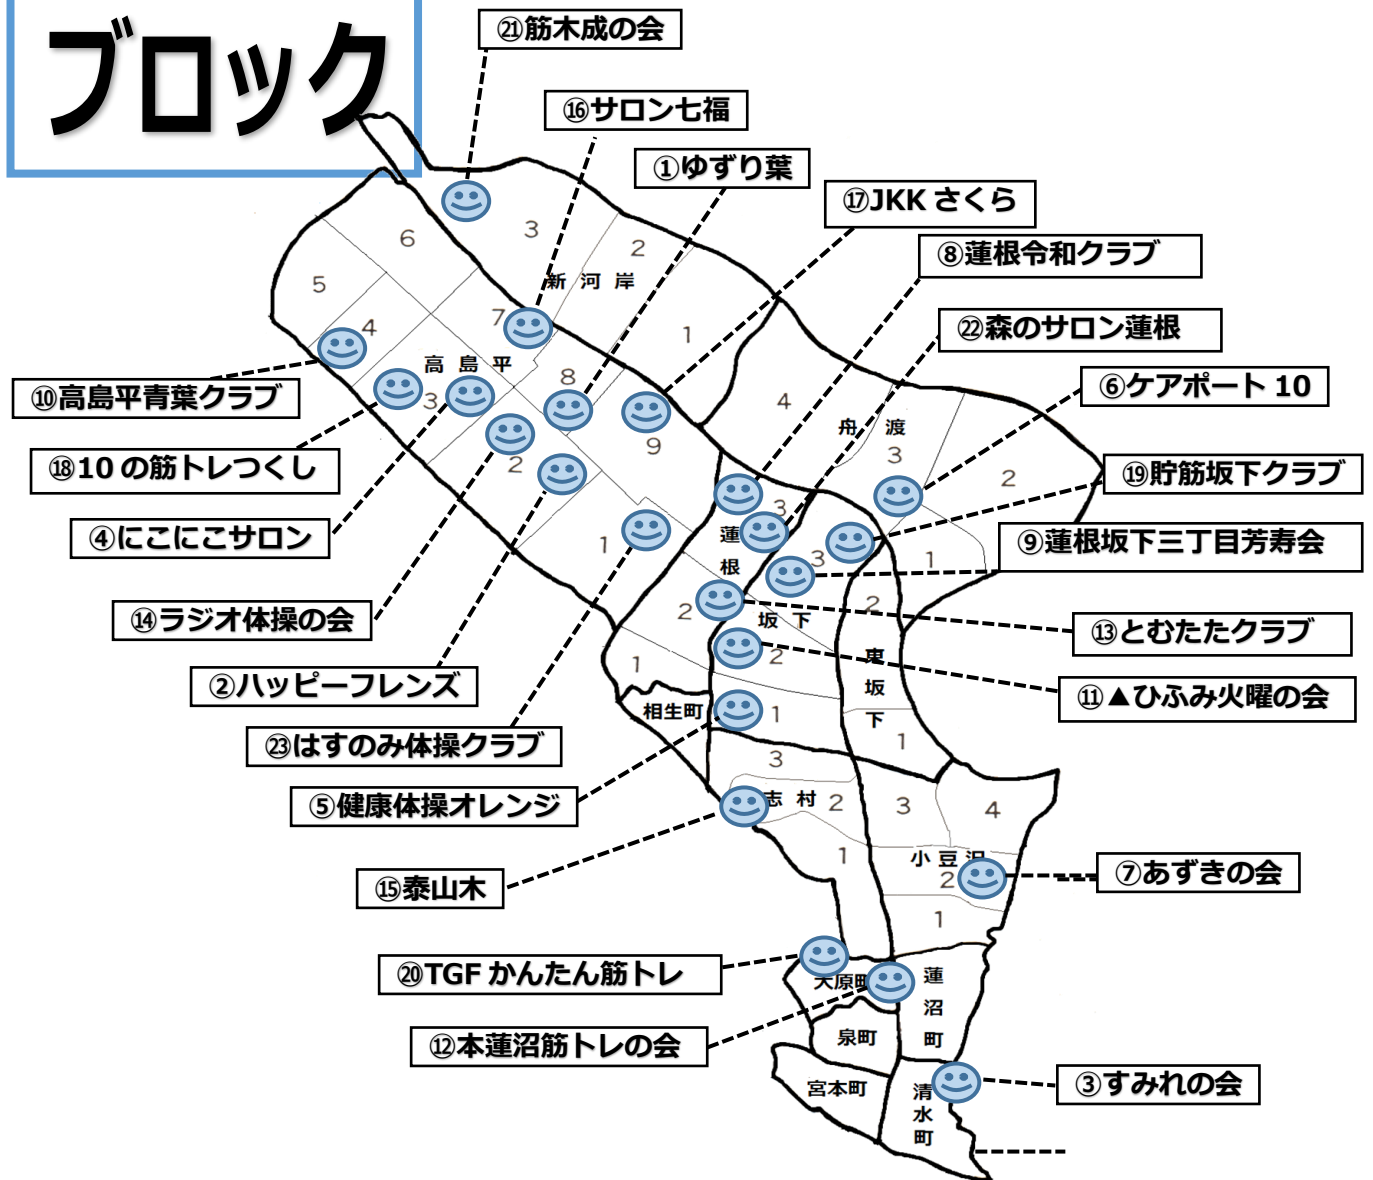 ブロック
㉑筋木成の会
⑯サロン七福
①ゆずり葉
⑰JKK さくら
⑧蓮根令和クラブ
㉒森のサロン蓮根
⑥ケアポート 10
⑲貯筋坂下クラブ
⑨蓮根坂下三丁目芳寿会
⑬とむたたクラブ
⑪▲ひふみ火曜の会
⑦あずきの会
③すみれの会
⑩高島平青葉クラブ
⑱10 の筋トレつくし
④にこにこサロン
⑭ラジオ体操の会
②ハッピーフレンズ
㉓はすのみ体操クラブ
⑤健康体操オレンジ
⑮泰山木
⑳TGF かんたん筋トレ
⑫本蓮沼筋トレの会
新 河 岸
3
2
1
高 島 平
6
5
4
7
3
8
2
9
1
舟 渡
4
3
2
1
蓮根
3
2
1
坂 下
3
2
1
東坂下
2
1
相生町
志 村
3
2
1
小 豆 沢
3
4
2
1
大原町
蓮沼町
泉町
宮本町
清水町